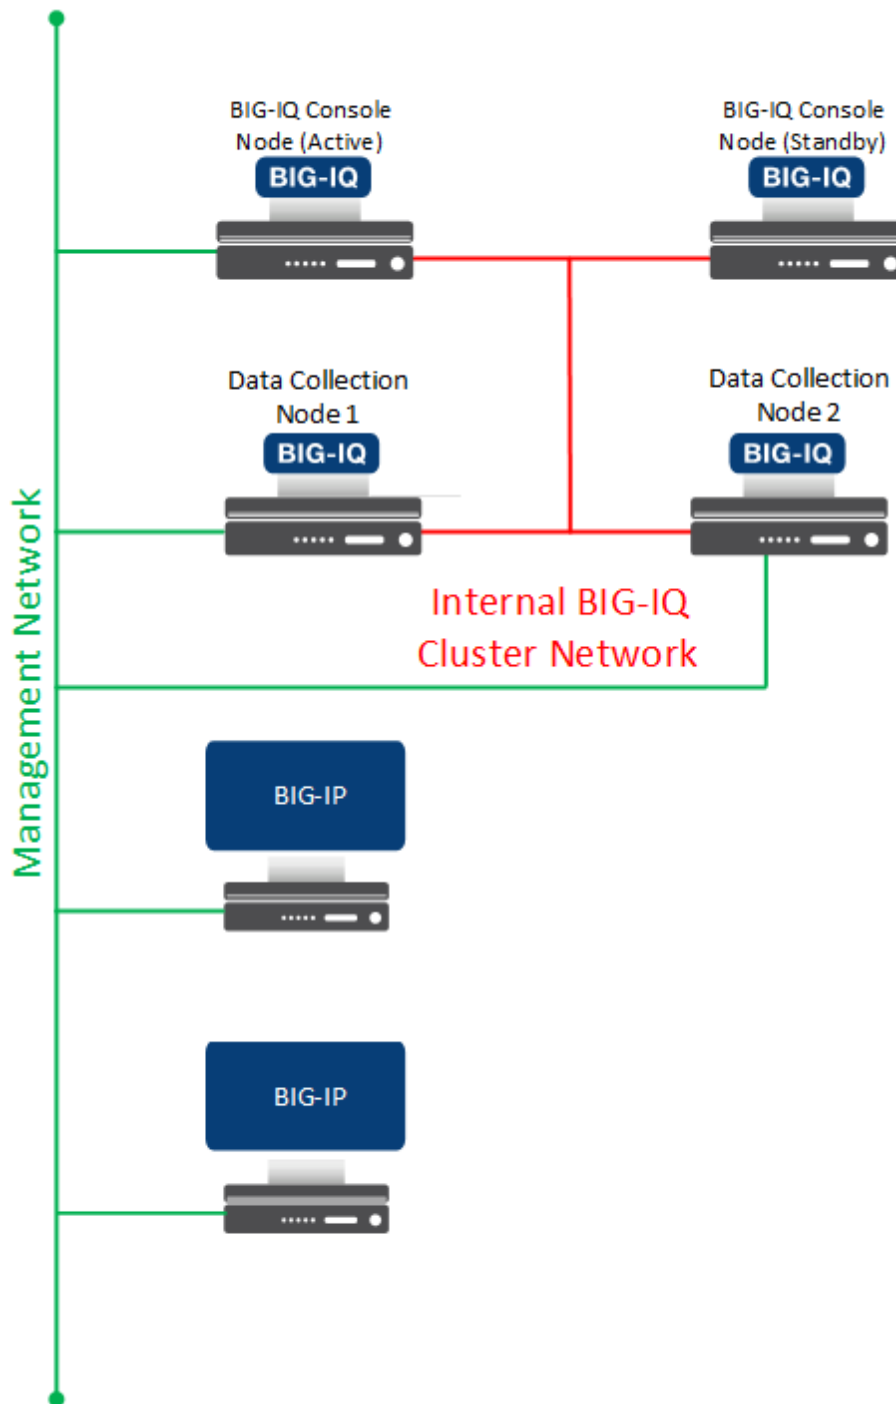 BIG-IQ Console
Node (Active)
BIG-IQ
BIG-IQ Console
Node (Standby)
BIG-IQ
Data Collection
Node 1
BIG-IQ
Data Collection
Node 2
BIG-IQ
Internal BIG-IQ
Cluster Network
Management Network
BIG-IP
BIG-IP